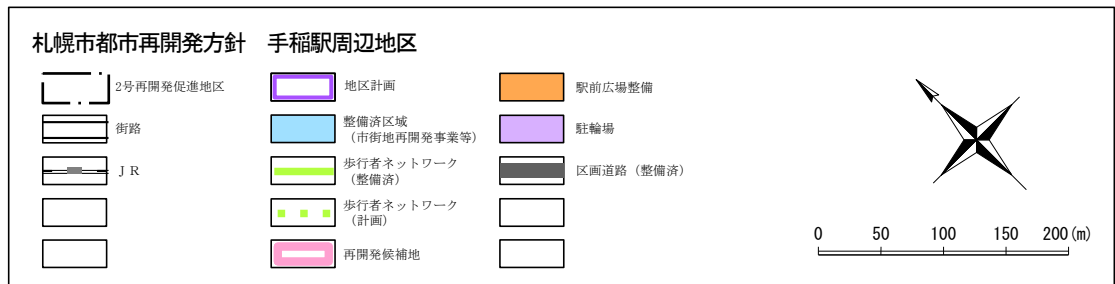 札幌市都市再開発方針 手稲駅周辺地区
2号再開発促進地区
街路
ＪＲ
地区計画
整備済区域
（市街地再開発事業等）
歩行者ネットワーク
（整備済）
歩行者ネットワーク
（計画）
再開発候補地
駅前広場整備
駐輪場
区画道路（整備済）
0 50 100 150 200(m)